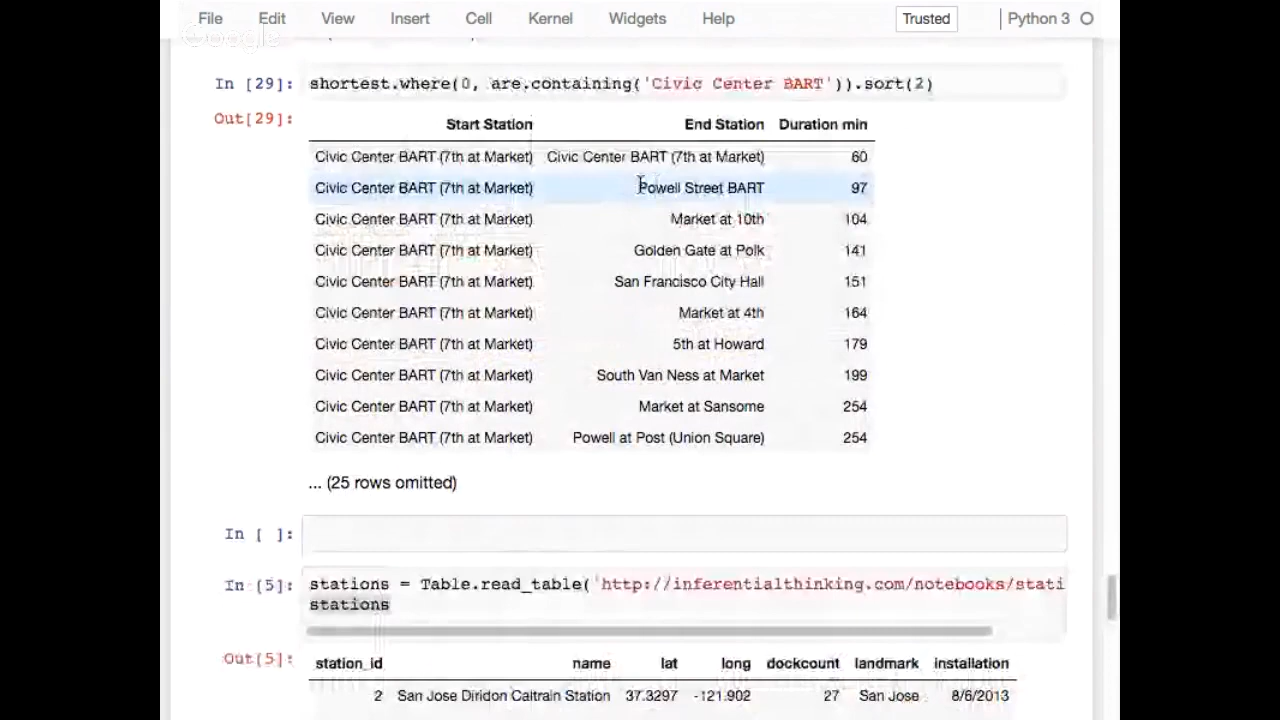 File Edit View Insert Cell Kernel Widgets Help Trusted Python 3
Google
In [29]: shortest.where(0, are.containing('Civic Center BART')).sort(2)
Out[29]:
Start Station End Station Duration min
Civic Center BART (7th at Market) Civic Center BART (7th at Market) 60
Civic Center BART (7th at Market) Powell Street BART 97
Civic Center BART (7th at Market) Market at 10th 104
Civic Center BART (7th at Market) Golden Gate at Polk 141
Civic Center BART (7th at Market) San Francisco City Hall 151
Civic Center BART (7th at Market) Market at 4th 164
Civic Center BART (7th at Market) 5th at Howard 179
Civic Center BART (7th at Market) South Van Ness at Market 199
Civic Center BART (7th at Market) Market at Sansome 254
Civic Center BART (7th at Market) Powell at Post (Union Square) 254
... (25 rows omitted)
In [ ]:
In [5]: stations = Table.read_table('http://inferentialthinking.com/notebooks/stati
stations
Out[5]: station_id name lat long dockcount landmark installation
2 San Jose Diridon Caltrain Station 37.3297 -121.902 27 San Jose 8/6/2013